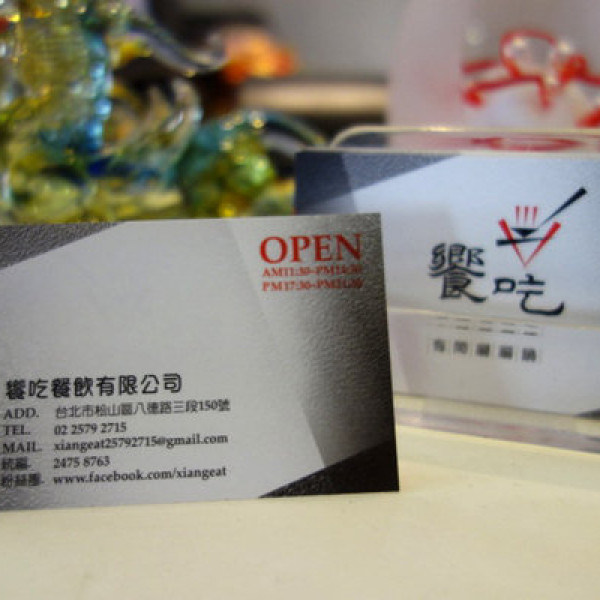 OPEN
AM11:30~PM14:30
PM17:30~PM21:30
饗吃餐飲有限公司
ADD. 台北市松山區八德路三段150號
TEL. 02 2579 2715
MAIL. xiangeat25792715@gmail.com
統編. 2475 8763
粉絲團. www.facebook.com/xiangeat
饗吃